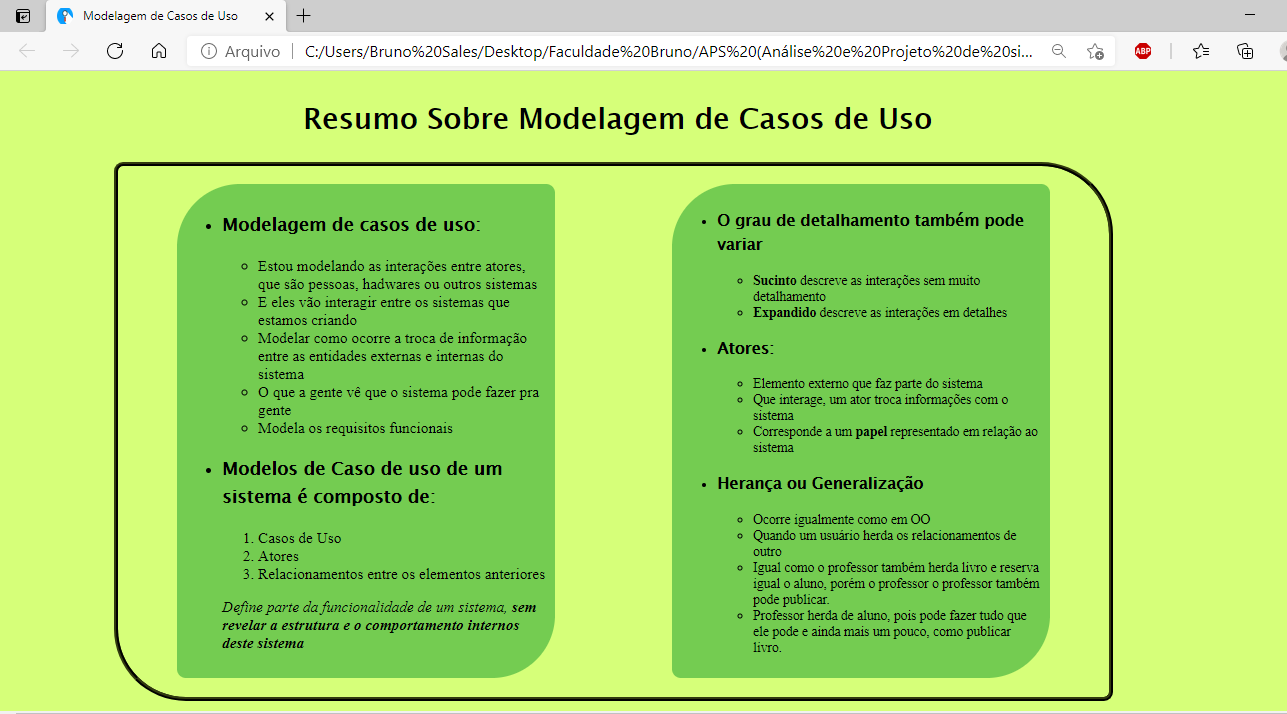 Modelagem de Casos de Uso
Arquivo
C:/Users/Bruno%20Sales/Desktop/Faculdade%20Bruno/APS%20(Análise%20e%20Projeto%20de%20si...
ABP
Resumo Sobre Modelagem de Casos de Uso
Modelagem de casos de uso:
Estou modelando as interações entre atores,
que são pessoas, hadwares ou outros sistemas
E eles vão interagir entre os sistemas que
estamos criando
Modelar como ocorre a troca de informação
entre as entidades externas e internas do
sistema
O que a gente vê que o sistema pode fazer pra
gente
Modela os requisitos funcionais
Modelos de Caso de uso de um
sistema é composto de:
1. Casos de Uso
2. Atores
3. Relacionamentos entre os elementos anteriores
Define parte da funcionalidade de um sistema, sem
revelar a estrutura e o comportamento internos
deste sistema
O grau de detalhamento também pode
variar
Sucinto descreve as interações sem muito
detalhamento
Expandido descreve as interações em detalhes
Atores:
Elemento externo que faz parte do sistema
Que interage, um ator troca informações com o
sistema
Corresponde a um papel representado em relação ao
sistema
Herança ou Generalização
Ocorre igualmente como em OO
Quando um usuário herda os relacionamentos de
outro
Igual como o professor também herda livro e reserva
igual o aluno, porém o professor o professor também
pode publicar.
Professor herda de aluno, pois pode fazer tudo que
ele pode e ainda mais um pouco, como publicar
livro.